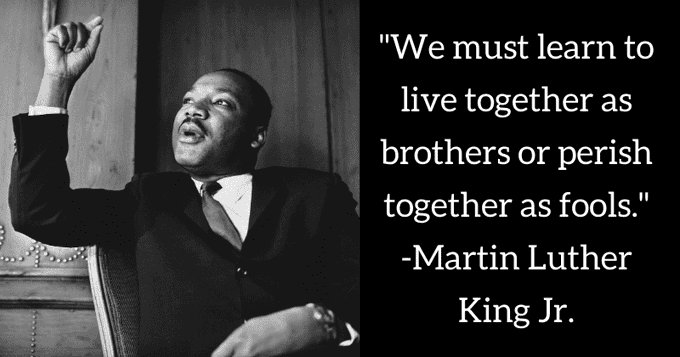 "We must learn to
live together as
brothers or perish
together as fools."
-Martin Luther
King Jr.